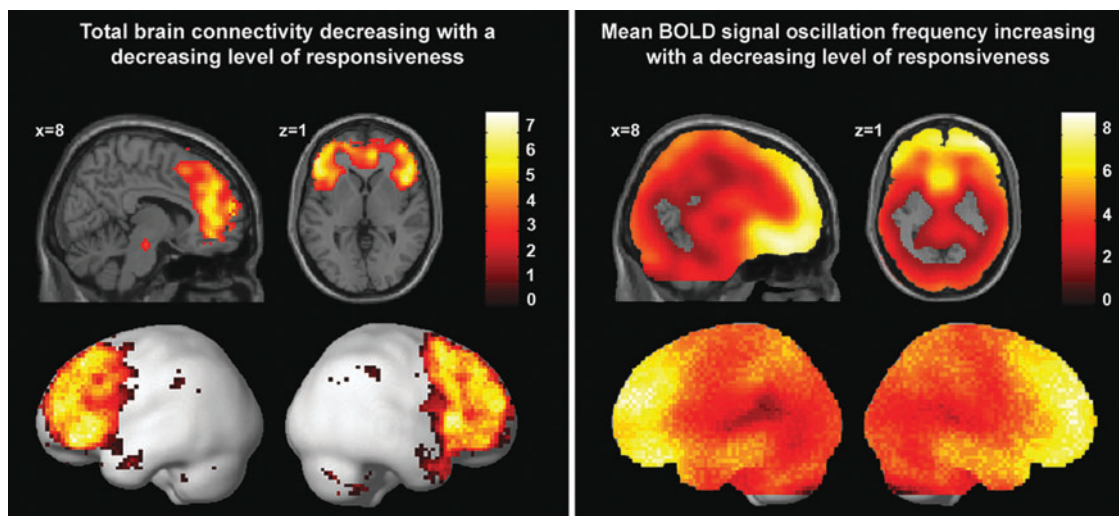 Total brain connectivity decreasing with a
decreasing level of responsiveness
x=8
z=1
7
6
5
4
3
2
1
0
Mean BOLD signal oscillation frequency increasing
with a decreasing level of responsiveness
x=8
z=1
8
6
4
2
0